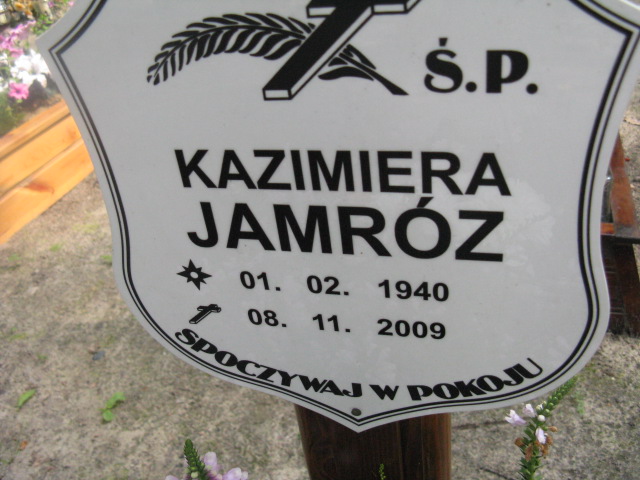 Ś.P.
KAZIMIERA
JAMRÓZ
01. 02. 1940
08. 11. 2009
SPOCZYWAJ W POKOJU